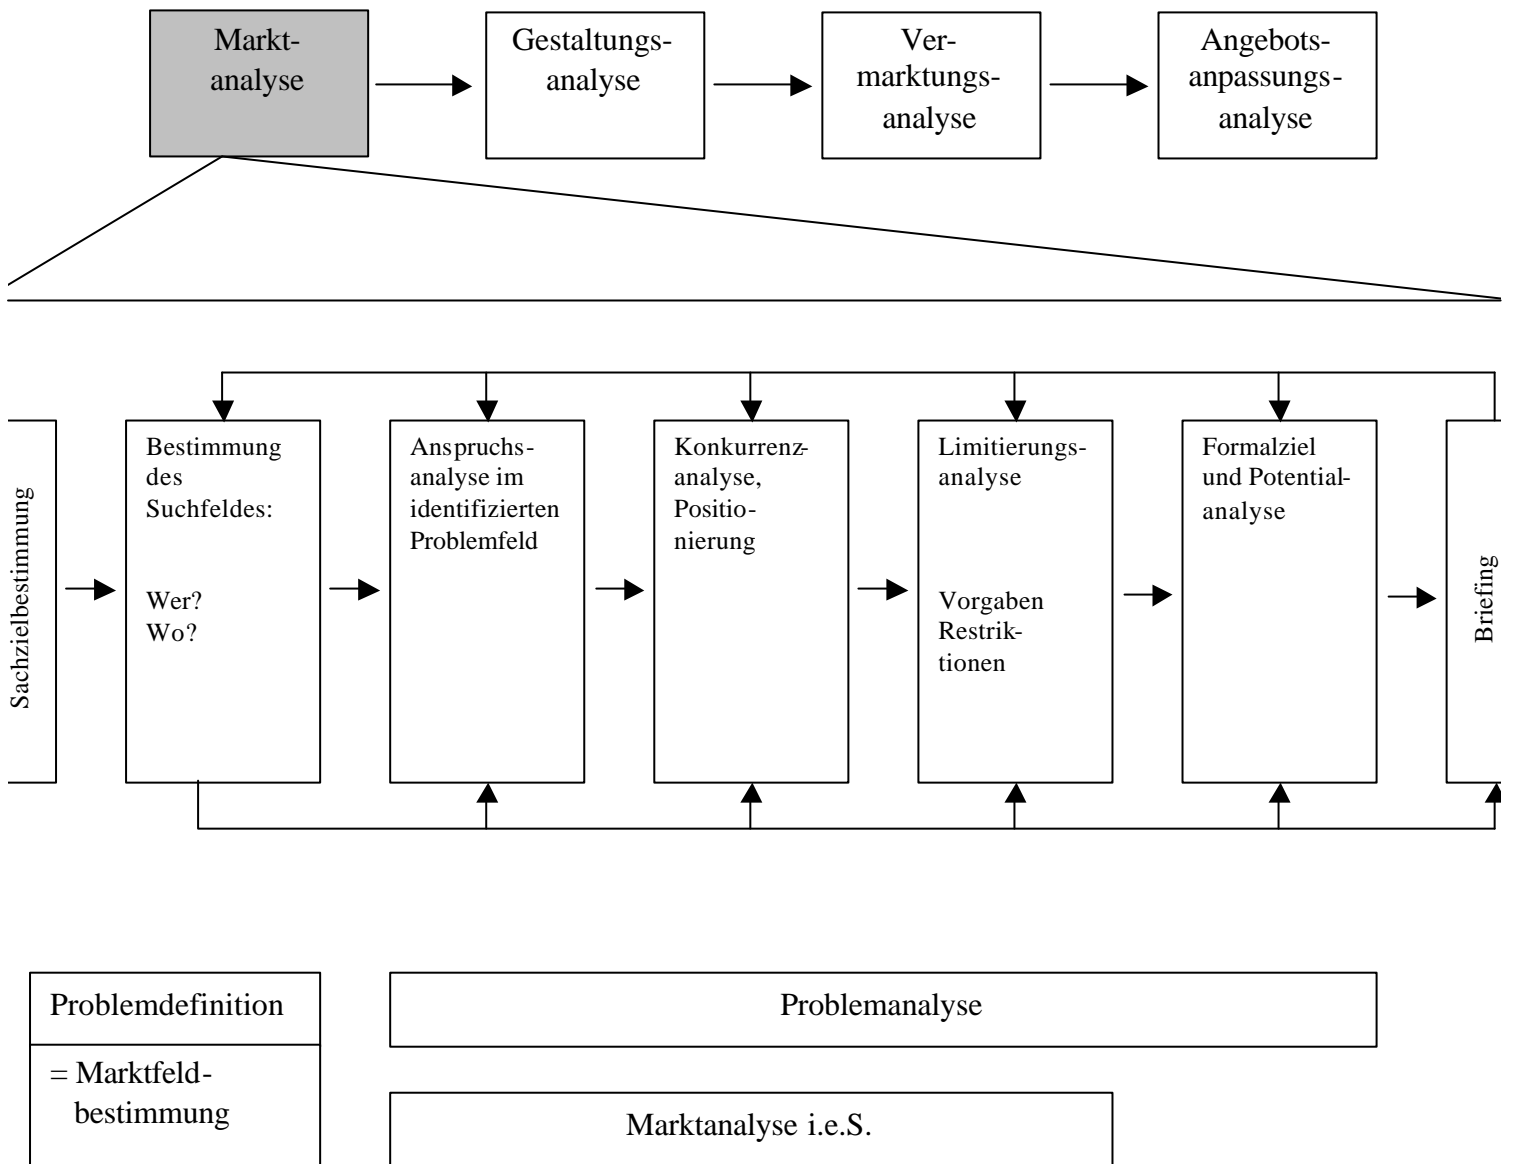 Markt-
analyse
Gestaltungs-
analyse
Ver-
marktungs-
analyse
Angebots-
anpassungs-
analyse
Sachzielbestimmung
Bestimmung
des
Suchfeldes:
Wer?
Wo?
Anspruchs-
analyse im
identifizierten
Problemfeld
Konkurrenz-
analyse,
Positio-
nierung
Limitierungs-
analyse
Vorgaben
Restrik-
tionen
Formalziel
und Potential-
analyse
Briefing
Problemdefinition
= Marktfeld-
bestimmung
Problemanalyse
Marktanalyse i.e.S.